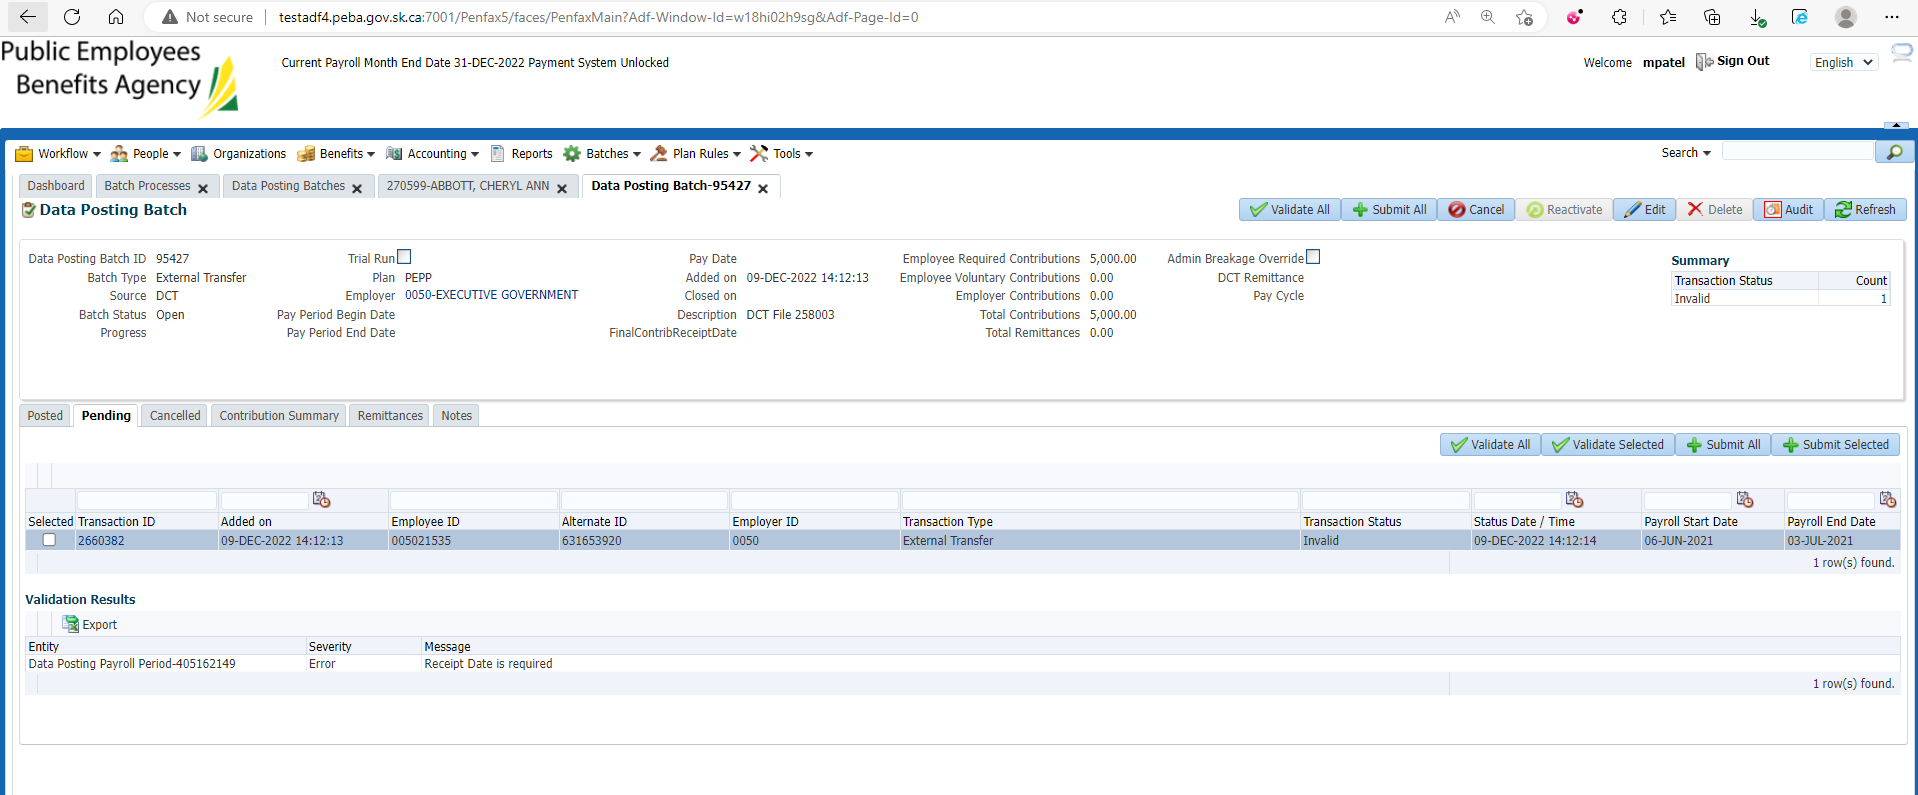 Not secure testadf4.peba.gov.sk.ca:7001/Penfax5/faces/PenfaxMain?Adf-Window-Id=w18hi02h9sg&Adf-Page-Id=0
Public Employees
Benefits Agency
Current Payroll Month End Date 31-DEC-2022 Payment System Unlocked
Welcome mpatel Sign Out English
Workflow People Organizations Benefits Accounting Reports Batches Plan Rules Tools Search
Dashboard Batch Processes Data Posting Batches 270599-ABBOTT, CHERYL ANN Data Posting Batch-95427
Data Posting Batch Validate All Submit All Cancel Reactivate Edit Delete Audit Refresh
Data Posting Batch ID 95427 Trial Run Pay Date Employee Required Contributions 5,000.00 Admin Breakage Override Summary
Batch Type External Transfer Plan PEPP Added on 09-DEC-2022 14:12:13 Employee Voluntary Contributions 0.00 DCT Remittance Transaction Status Count
Source DCT Employer 0050-EXECUTIVE GOVERNMENT Closed on Employer Contributions 0.00 Pay Cycle Invalid 1
Batch Status Open Pay Period Begin Date Description DCT File 258003 Total Contributions 5,000.00
Progress Pay Period End Date FinalContribReceiptDate Total Remittances 0.00
Posted Pending Cancelled Contribution Summary Remittances Notes
Validate All Validate Selected Submit All Submit Selected
Selected Transaction ID Added on Employee ID Alternate ID Employer ID Transaction Type Transaction Status Status Date / Time Payroll Start Date Payroll End Date
2660382 09-DEC-2022 14:12:13 005021535 631653920 0050 External Transfer Invalid 09-DEC-2022 14:12:14 06-JUN-2021 03-JUL-2021
1 row(s) found.
Validation Results
Export
Entity Severity Message
Data Posting Payroll Period-405162149 Error Receipt Date is required
1 row(s) found.